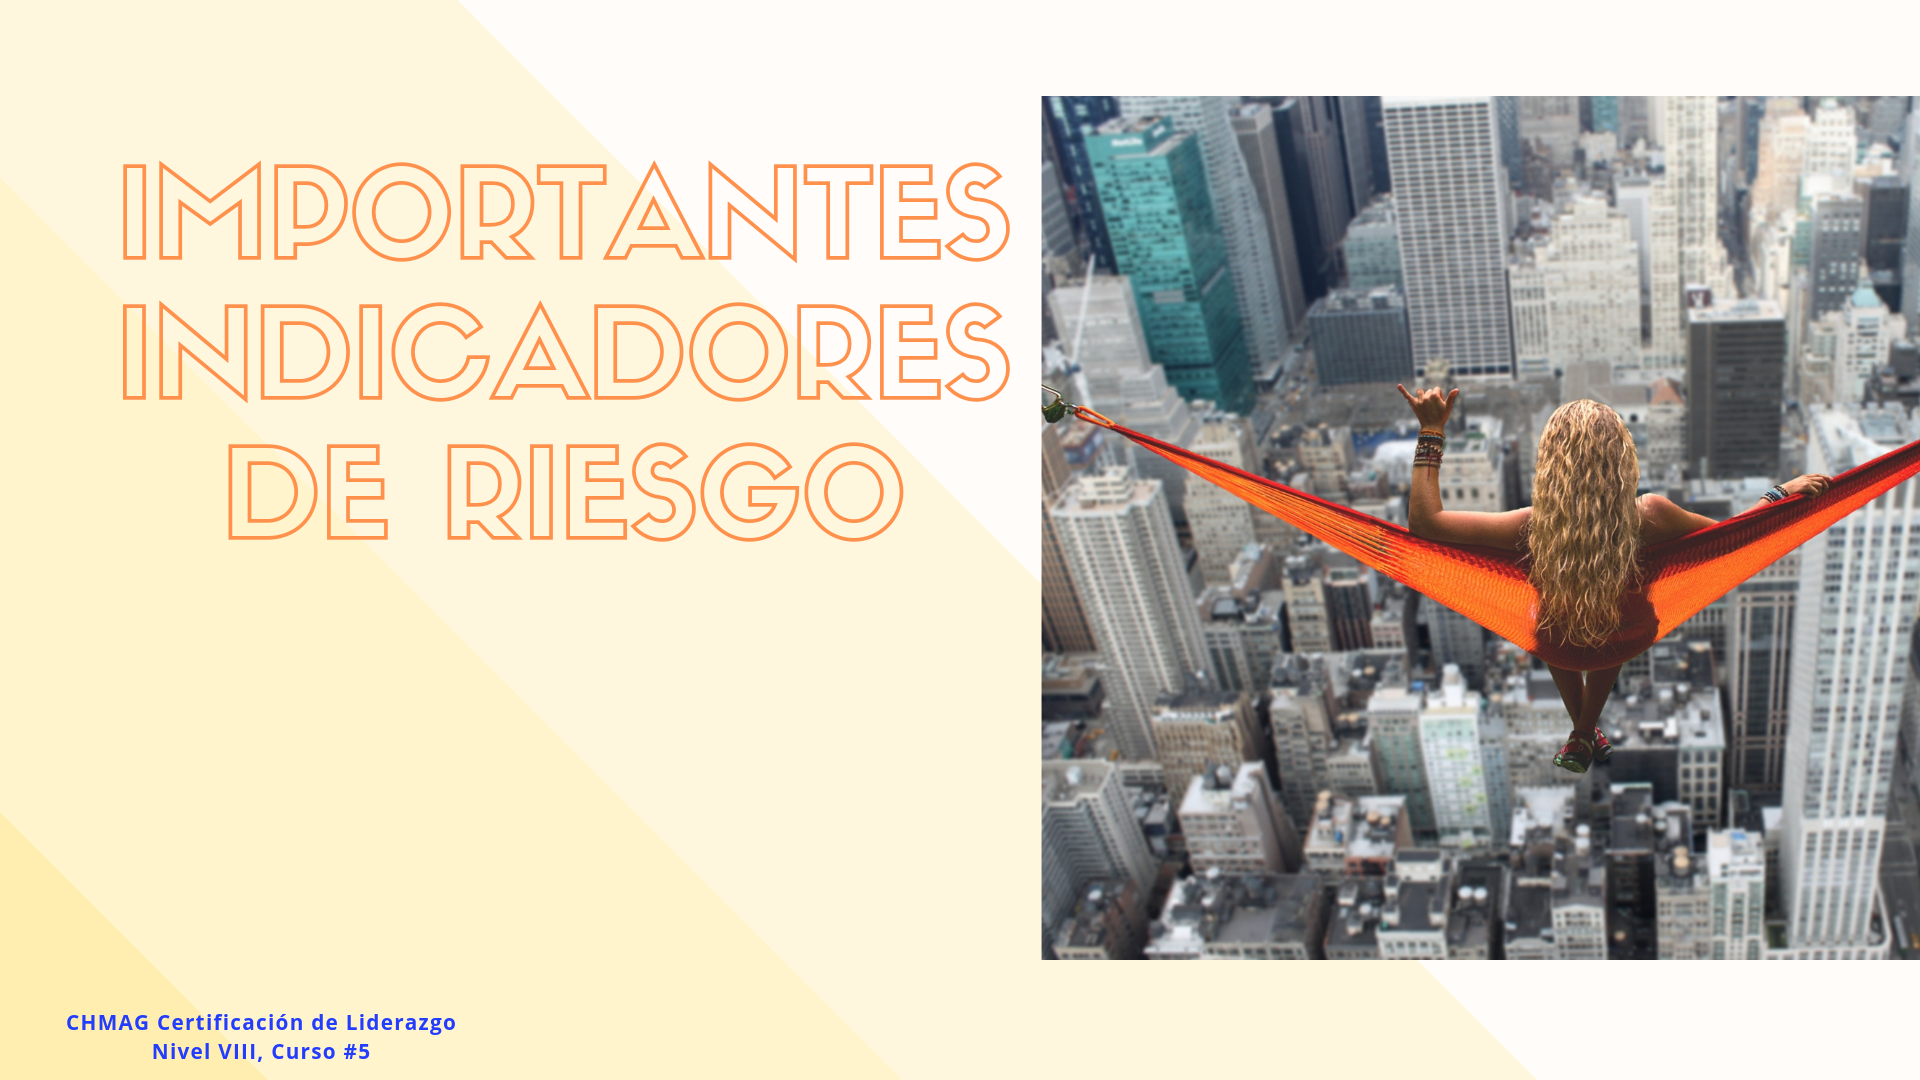 IMPORTANTES
INDICADORES
DE RIESGO
CHMAG Certificación de Liderazgo
Nivel VIII, Curso #5